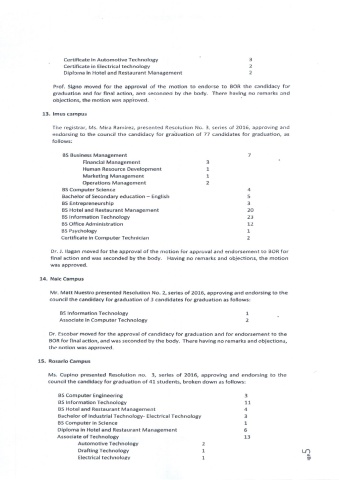 Certificate in Automotive Technology 3
Certificate in Electrical technology 2
Diploma in Hotel and Restaurant Management 2
Prof. Signo moved for the approval of the motion to endorse to BOR the candidacy for
graduation and for final action, and seconded by the body. There having no remarks and
objections, the motion was approved.
13. Imus campus
The registrar, Ms. Mira Ramirez, presented Resolution No. 3, series of 2016, approving and
endorsing to the council the candidacy for graduation of 77 candidates for graduation, as
follows:
BS Business Management 7
Financial Management 3
Human Resource Development 1
Marketing Management 1
Operations Management 2
BS Computer Science 4
Bachelor of Secondary education – English 5
BS Entrepreneurship 3
BS Hotel and Restaurant Management 20
BS Information Technology 23
BS Office Administration 12
BS Psychology 1
Certificate in Computer Technician 2
Dr. J. Ilagan moved for the approval of the motion for approval and endorsement to BOR for
final action and was seconded by the body. Having no remarks and objections, the motion
was approved.
14. Naic Campus
Mr. Matt Nuestro presented Resolution No. 2, series of 2016, approving and endorsing to the
council the candidacy for graduation of 3 candidates for graduation as follows:
BS Information Technology 1
Associate in Computer Technology 2
Dr. Escobar moved for the approval of candidacy for graduation and for endorsement to the
BOR for final action, and was seconded by the body. There having no remarks and objections,
the motion was approved.
15. Rosario Campus
Ms. Cupino presented Resolution no. 3, series of 2016, approving and endorsing to the
council the candidacy for graduation of 41 students, broken down as follows:
BS Computer Engineering 3
BS Information Technology 11
BS Hotel and Restaurant Management 4
Bachelor of Industrial Technology- Electrical Technology 3
BS Computer in Science 1
Diploma in Hotel and Restaurant Management 6
Associate of Technology 13
Automotive Technology 2
Drafting Technology 1
Electrical technology 1